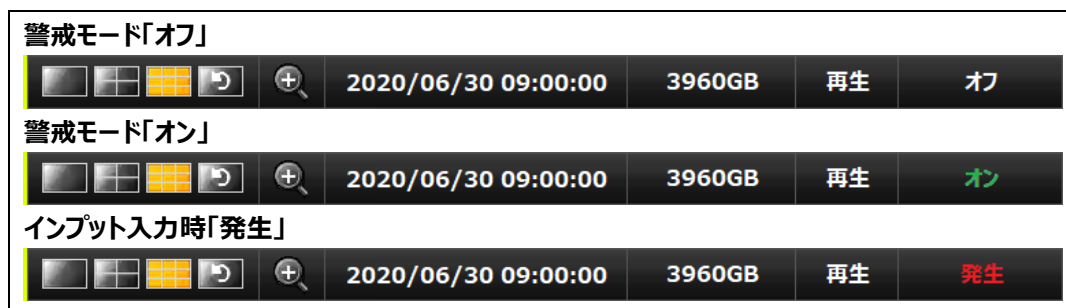 警戒モード「オフ」
2020/06/30 09:00:00 3960GB 再生 オフ
警戒モード「オン」
2020/06/30 09:00:00 3960GB 再生 オン
インプット入力時「発生」
2020/06/30 09:00:00 3960GB 再生 発生